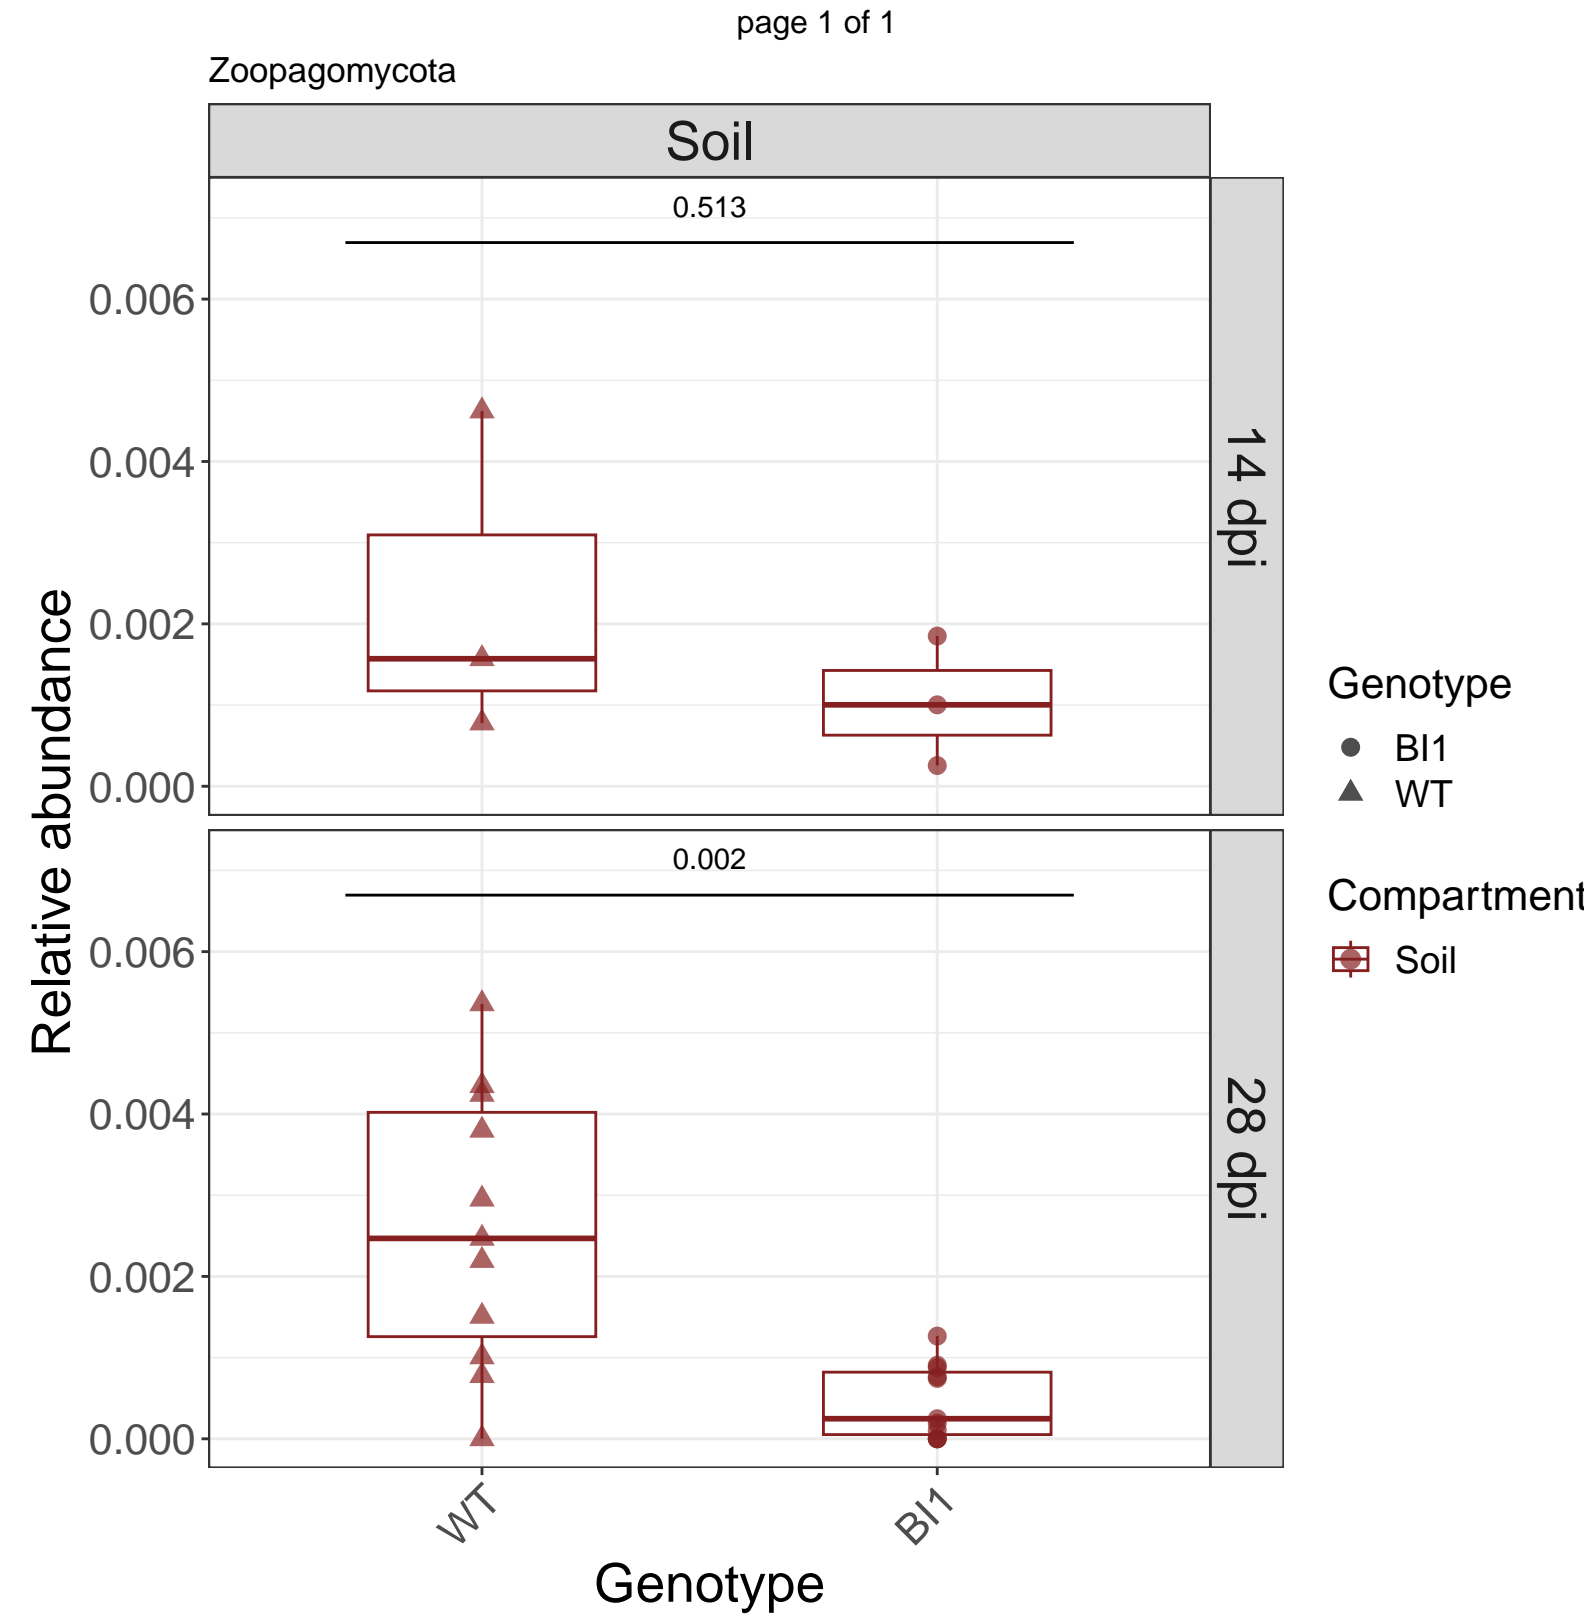 page 1 of 1
Zoopagomycota
Soil
0.513
0.006
0.004
0.002
0.000
14 dpi
0.002
0.006
0.004
0.002
0.000
28 dpi
Relative abundance
WT
BI1
Genotype
Genotype
BI1
WT
Compartment
Soil